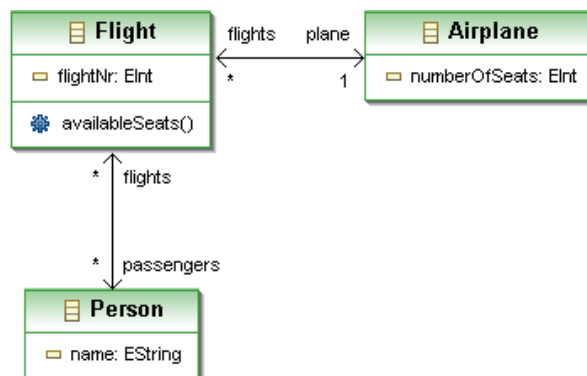 Flight
flightNr: EInt
availableSeats()
flights plane
* 1
Airplane
numberOfSeats: EInt
* flights
* passengers
Person
name: EString